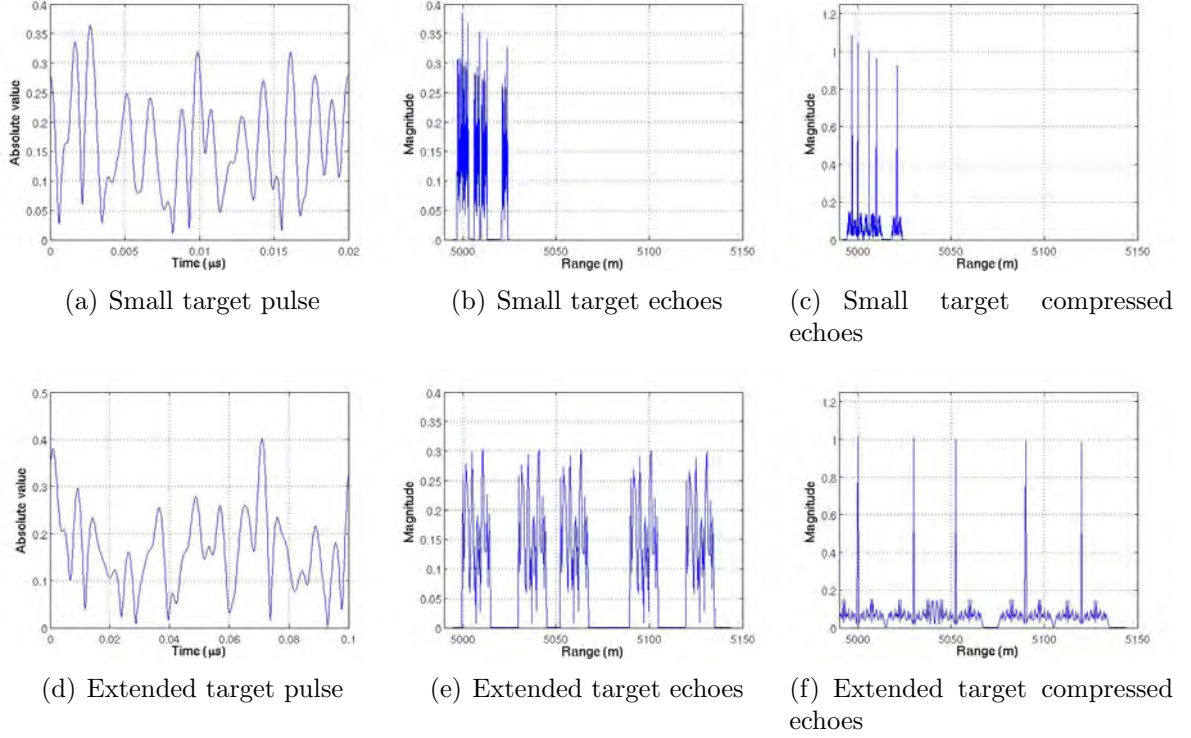 0.4
0.35
0.3
0.25
0.2
0.15
0.1
0.05
0
Absolute value
0 0.005 0.01 0.015 0.02
Time (μs)
(a) Small target pulse
0.4
0.35
0.3
0.25
0.2
0.15
0.1
0.05
0
Magnitude
5000 5050 5100 5150
Range (m)
(b) Small target echoes
1.2
1
0.8
0.6
0.4
0.2
0
Magnitude
5000 5050 5100 5150
Range (m)
(c) Small target compressed
echoes
0.5
0.4
0.3
0.2
0.1
0
Absolute value
0 0.02 0.04 0.06 0.08 0.1
Time (μs)
(d) Extended target pulse
0.4
0.35
0.3
0.25
0.2
0.15
0.1
0.05
0
Magnitude
5000 5050 5100 5150
Range (m)
(e) Extended target echoes
1.2
1
0.8
0.6
0.4
0.2
0
Magnitude
5000 5050 5100 5150
Range (m)
(f) Extended target compressed
echoes